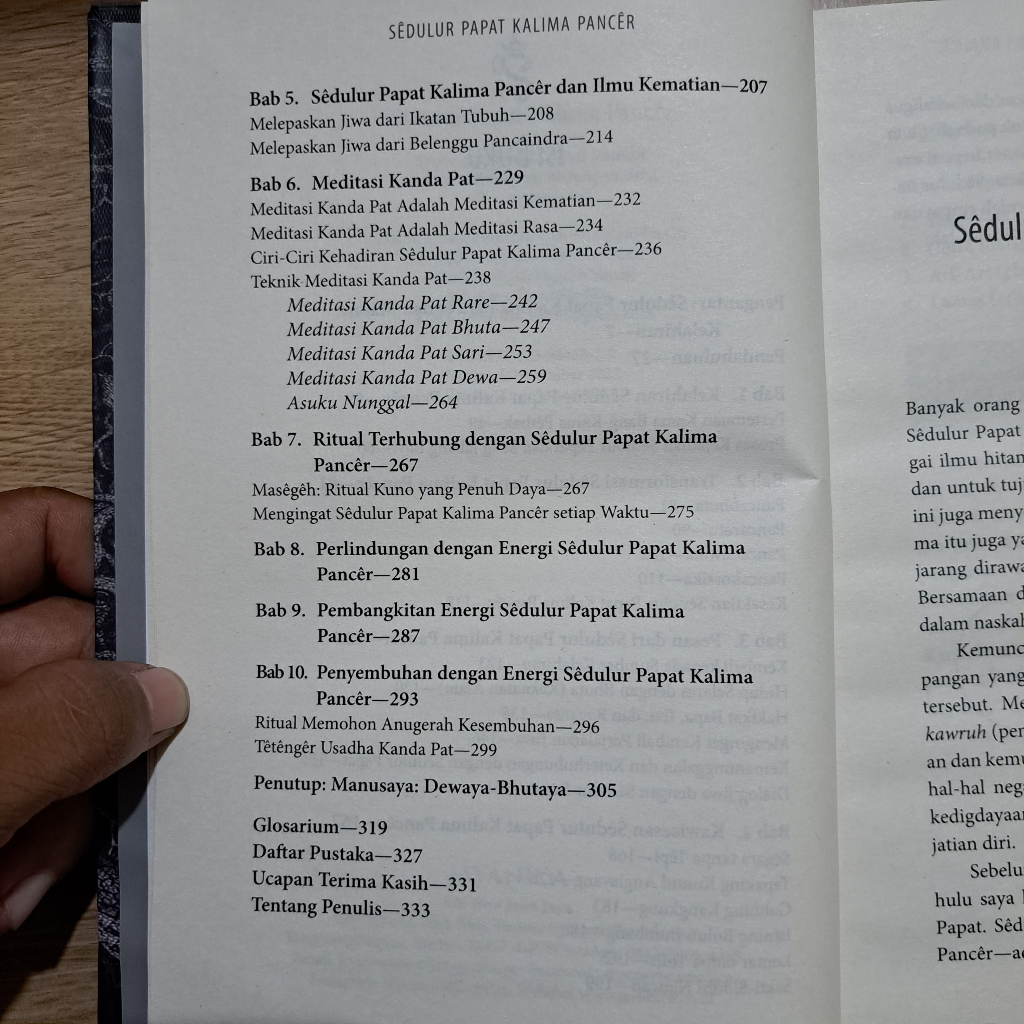 SÊDULUR PAPAT KALIMA PANCÊR
Bab 5. Sêdulur Papat Kalima Pancêr dan Ilmu Kematian—207
Melepaskan Jiwa dari Ikatan Tubuh—208
Melepaskan Jiwa dari Belenggu Pancaindra—214
Bab 6. Meditasi Kanda Pat—229
Meditasi Kanda Pat Adalah Meditasi Kematian—232
Meditasi Kanda Pat Adalah Meditasi Rasa—234
Ciri-Ciri Kehadiran Sêdulur Papat Kalima Pancêr—236
Teknik Meditasi Kanda Pat—238
Meditasi Kanda Pat Rare—242
Meditasi Kanda Pat Bhuta—247
Meditasi Kanda Pat Sari—253
Meditasi Kanda Pat Dewa—259
Asuku Nunggal—264
Bab 7. Ritual Terhubung dengan Sêdulur Papat Kalima
Pancêr—267
Masêgêh: Ritual Kuno yang Penuh Daya—267
Mengingat Sêdulur Papat Kalima Pancêr setiap Waktu—275
Bab 8. Perlindungan dengan Energi Sêdulur Papat Kalima
Pancêr—281
Bab 9. Pembangkitan Energi Sêdulur Papat Kalima
Pancêr—287
Bab 10. Penyembuhan dengan Energi Sêdulur Papat Kalima
Pancêr—293
Ritual Memohon Anugerah Kesembuhan—296
Têtêngêr Usadha Kanda Pat—299
Penutup: Manusaya: Dewaya-Bhutaya—305
Glosarium—319
Daftar Pustaka—327
Ucapan Terima Kasih—331
Tentang Penulis—333
Sêdul
Banyak orang
Sêdulur Papat
gai ilmu hitam
dan untuk tuj
ini juga meny
ma itu juga ya
jarang dirawa
Bersamaan d
dalam naskah
Kemunc
pangan yang
tersebut. Me
kawruh (per
an dan kemu
hal-hal nega
kedigdayaan
jatian diri.
Sebelu
hulu saya
Papat. Sêd
Pancêr—ad